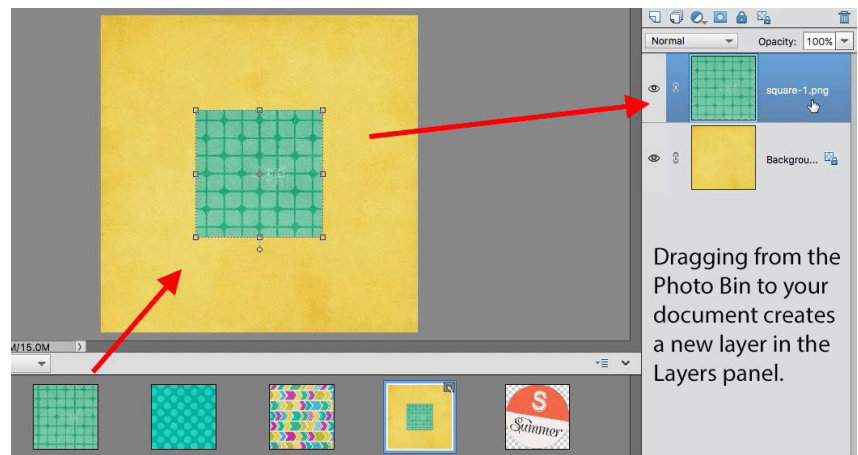 Normal
Opacity: 100%
square-1.png
Backgrou...
Dragging from the
Photo Bin to your
document creates
a new layer in the
Layers panel.
M/15.0M
S
Summer